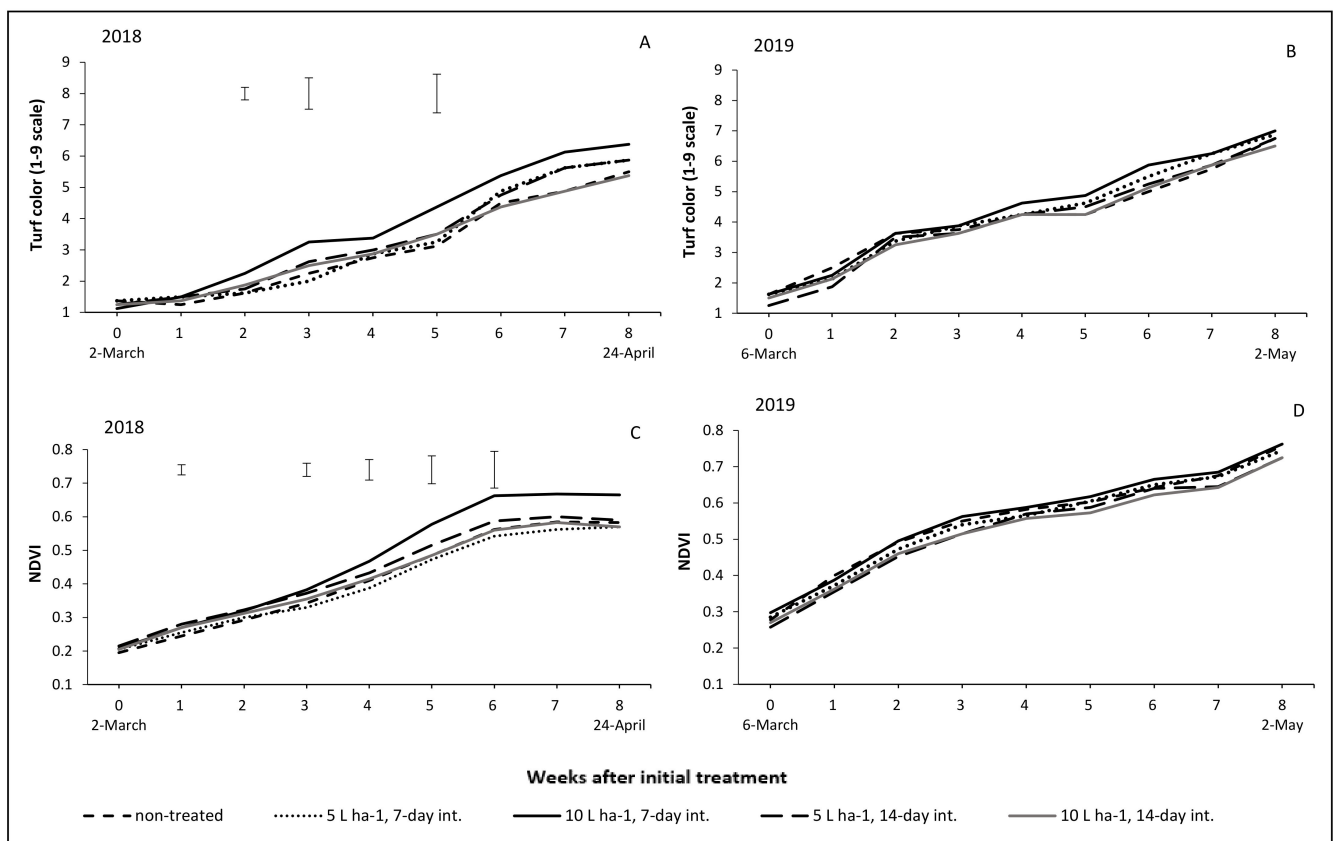 2018
A
9
8
7
6
5
4
3
2
1
Turf color (1-9 scale)
0 1 2 3 4 5 6 7 8
2-March 24-April
2019
B
9
8
7
6
5
4
3
2
1
Turf color (1-9 scale)
0 1 2 3 4 5 6 7 8
6-March 2-May
2018
C
0.8
0.7
0.6
0.5
0.4
0.3
0.2
0.1
NDVI
0 1 2 3 4 5 6 7 8
2-March 24-April
2019
D
0.8
0.7
0.6
0.5
0.4
0.3
0.2
0.1
NDVI
0 1 2 3 4 5 6 7 8
6-March 2-May
Weeks after initial treatment
non-treated 5 L ha-1, 7-day int. 10 L ha-1, 7-day int. 5 L ha-1, 14-day int. 10 L ha-1, 14-day int.